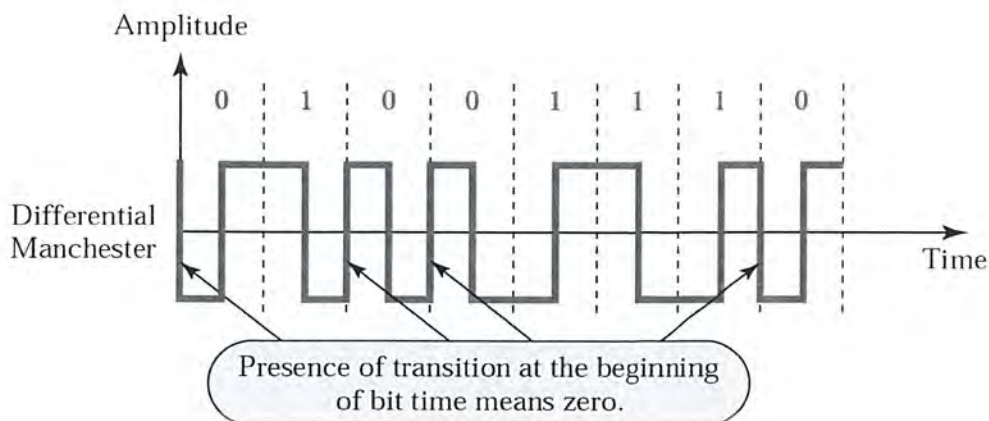 Amplitude
0 1 0 0 1 1 1 0
Differential
Manchester
Time
Presence of transition at the beginning
of bit time means zero.